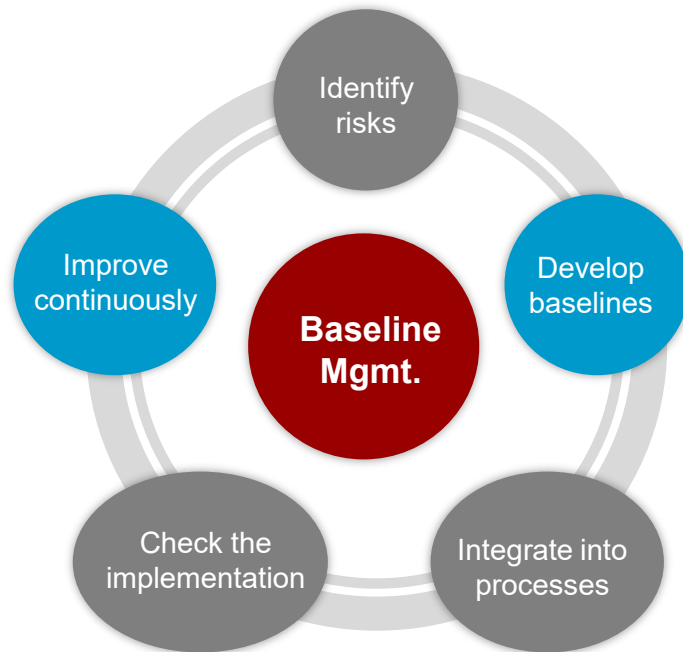 Identify
risks
Improve
continuously
Develop
baselines
Baseline
Mgmt.
Check the
implementation
Integrate into
processes